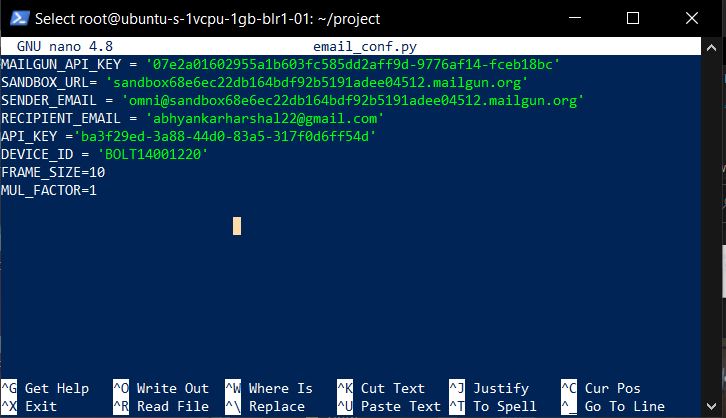 Select root@ubuntu-s-1vcpu-1gb-blr1-01: ~/project
GNU nano 4.8 email_conf.py
MAILGUN_API_KEY = '07e2a01602955a1b603fc585dd2aff9d-9776af14-fceb18bc'
SANDBOX_URL= 'sandbox68e6ec22db164bdf92b5191adee04512.mailgun.org'
SENDER_EMAIL = 'omni@sandbox68e6ec22db164bdf92b5191adee04512.mailgun.org'
RECIPIENT_EMAIL = 'abhyankarharshal22@gmail.com'
API_KEY ='ba3f29ed-3a88-44d0-83a5-317f0d6ff54d'
DEVICE_ID = 'BOLT14001220'
FRAME_SIZE=10
MUL_FACTOR=1
^G Get Help ^O Write Out ^W Where Is ^K Cut Text ^J Justify ^C Cur Pos
^X Exit ^R Read File ^\ Replace ^U Paste Text ^T To Spell ^_ Go To Line